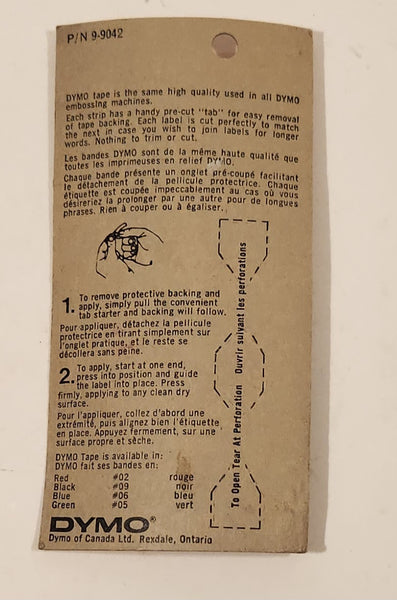 P/N 9-9042
DYMO tape is the same high quality used in all DYMO
embossing machines.
Each strip has a handy pre-cut "tab" for easy removal
of tape backing. Each label is cut perfectly to match
the next in case you wish to join labels for longer
words. Nothing to trim or cut.
Les bandes DYMO sont de la même haute qualité que
toutes les imprimeuses en relief DYMO.
Chaque bande présente un onglet pré-coupé facilitant
le détachement de la pellicule protectrice. Chaque
étiquette est coupée impeccablement au cas où vous
désireriez la prolonger par une autre pour de longues
phrases. Rien à couper ou à égaliser.
1. To remove protective backing and
apply, simply pull the convenient
tab starter and backing will follow.
Pour appliquer, détachez la pellicule
protectrice en tirant simplement sur
l'onglet pratique, et le reste se
décollera sans peine.
2. To apply, start at one end,
press into position and guide
the label into place. Press
firmly, applying to any clean dry
surface.
Pour l'appliquer, collez d'abord une
extrémité, puis alignez bien l'étiquette
en place. Appuyez fermement, sur une
surface propre et sèche.
DYMO Tape is available in:
DYMO fait ses bandes en:
Red #02 rouge
Black #09 noir
Blue #06 bleu
Green #05 vert
DYMO®
Dymo of Canada Ltd. Rexdale, Ontario
To Open Tear At Perforation Ouvrir suivant les perforations